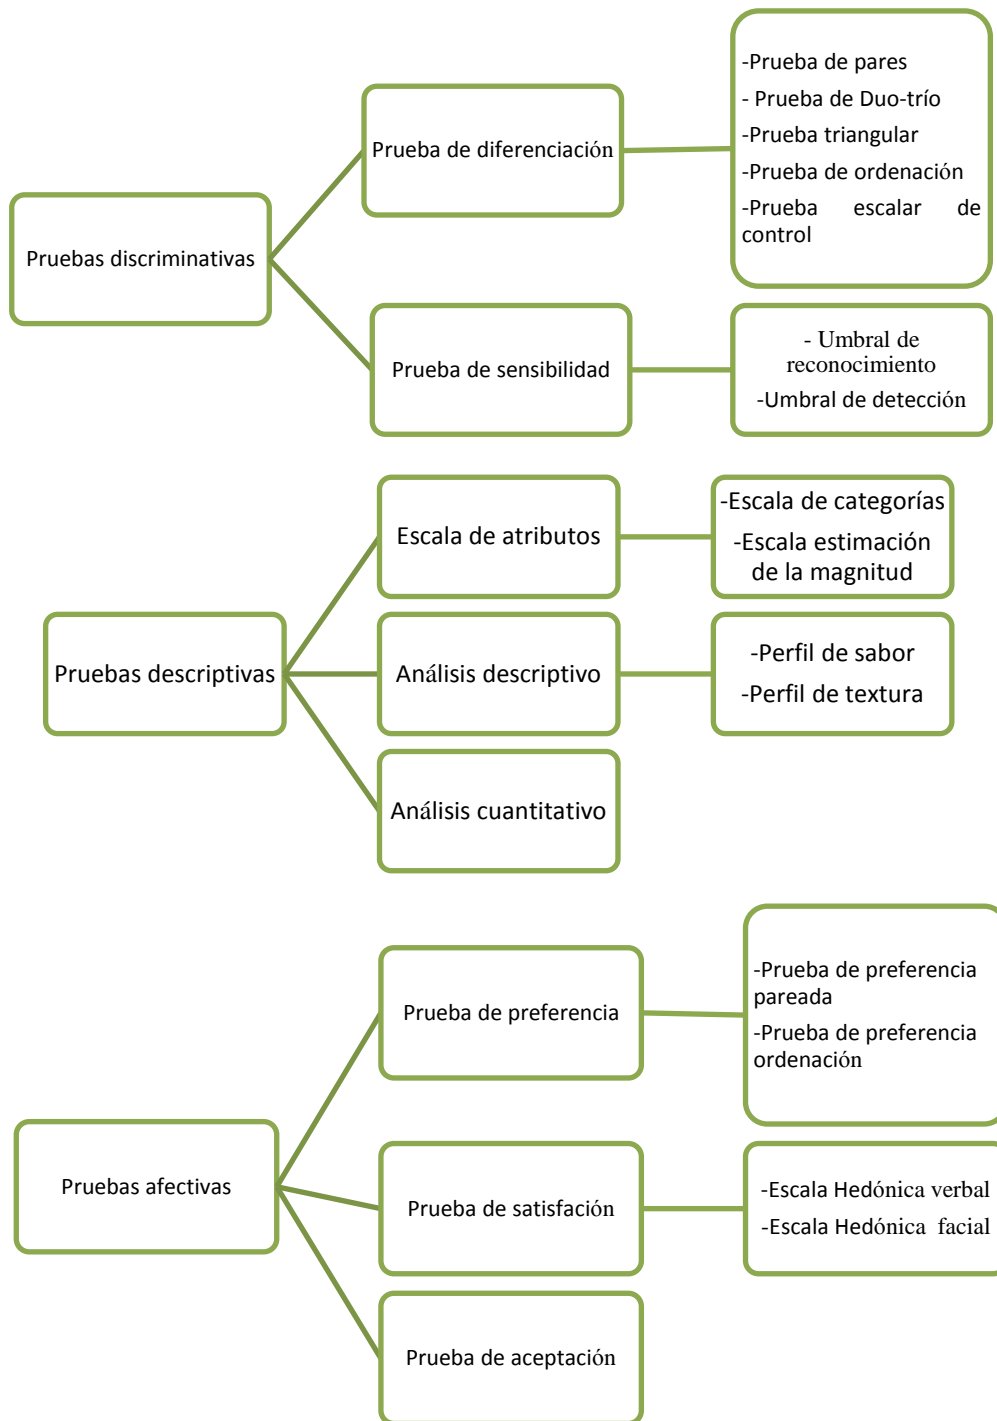 Pruebas discriminativas
Prueba de diferenciación
-Prueba de pares
- Prueba de Duo-trío
-Prueba triangular
-Prueba de ordenación
-Prueba escalar de
control
Prueba de sensibilidad
- Umbral de
reconocimiento
-Umbral de detección
Pruebas descriptivas
Escala de atributos
-Escala de categorías
-Escala estimación
de la magnitud
Análisis descriptivo
-Perfil de sabor
-Perfil de textura
Análisis cuantitativo
Pruebas afectivas
Prueba de preferencia
-Prueba de preferencia
pareada
-Prueba de preferencia
ordenación
Prueba de satisfación
-Escala Hedónica verbal
-Escala Hedónica facial
Prueba de aceptación